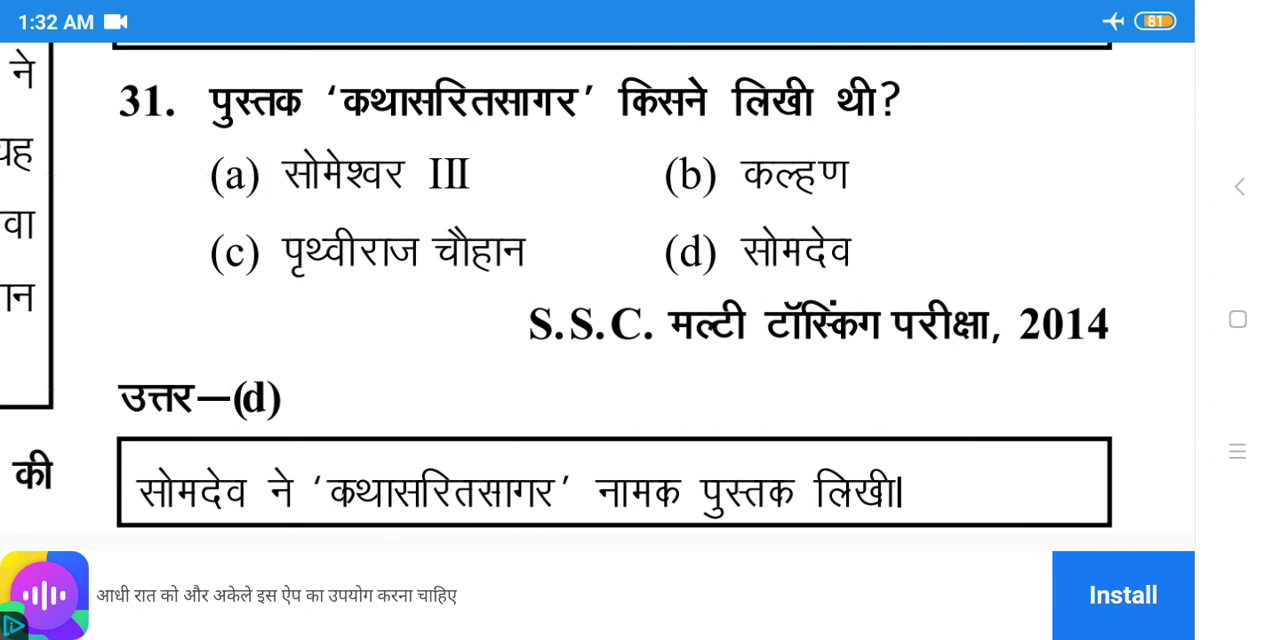 1:32 AM
81
ने
यह
वा
ान
की
31. पुस्तक ‘कथासरितसागर’ किसने लिखी थी?
(a) सोमेश्वर III (b) कल्हण
(c) पृथ्वीराज चौहान (d) सोमदेव
S.S.C. मल्टी टॉस्किंग परीक्षा, 2014
उत्तर—(d)
सोमदेव ने ‘कथासरितसागर’ नामक पुस्तक लिखी।
आधी रात को और अकेले इस ऐप का उपयोग करना चाहिए
Install